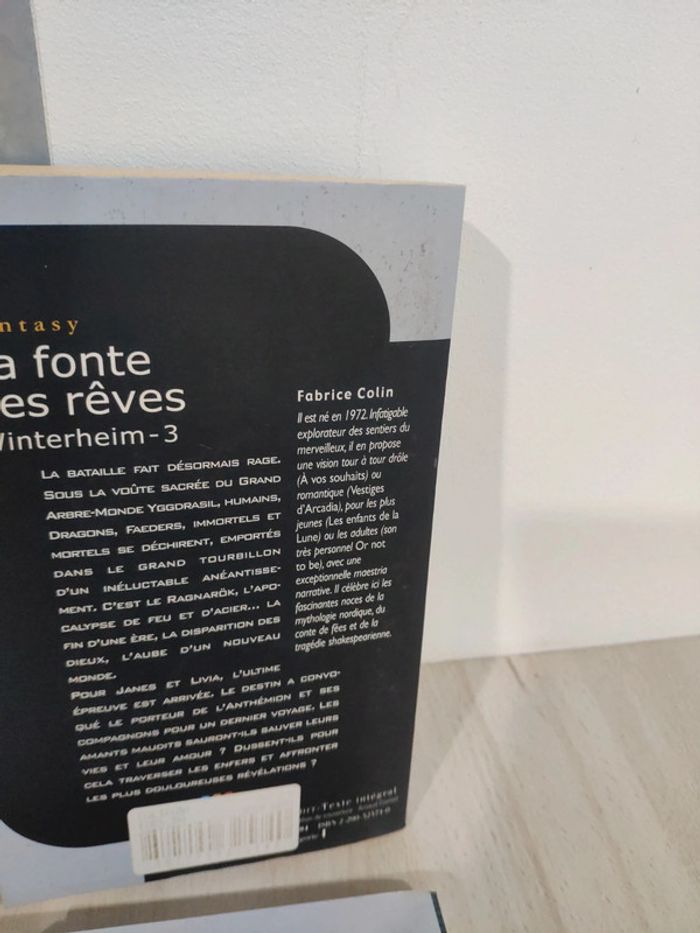 ntasy
a fonte
es rêves
Winterheim-3
LA BATAILLE FAIT DÉSORMAIS RAGE.
SOUS LA VOÛTE SACRÉE DU GRAND
ARBRE-MONDE YGGDRASIL, HUMAINS,
DRAGONS, FAEDERS, IMMORTELS ET
MORTELS SE DÉCHIRENT, EMPORTÉS
DANS LE GRAND TOURBILLON
D'UN INÉLUCTABLE ANÉANTISSE-
MENT. C'EST LE RAGNARÖK, L'APO-
CALYPSE DE FEU ET D'ACIER... LA
FIN D'UNE ÈRE, LA DISPARITION DES
DIEUX, L'AUBE D'UN NOUVEAU
MONDE.
POUR JANES ET LIVIA, L'ULTIME
ÉPREUVE EST ARRIVÉE. LE DESTIN A CONVO-
QUÉ LE PORTEUR DE L'ANTHÉMION ET SES
COMPAGNONS POUR UN DERNIER VOYAGE. LES
AMANTS MAUDITS SAURONT-ILS SAUVER LEURS
VIES ET LEUR AMOUR ? DUSSENT-ILS POUR
CELA TRAVERSER LES ENFERS ET AFFRONTER
LES PLUS DOULOUREUSES RÉVÉLATIONS ?
Fabrice Colin
Il est né en 1972. Infatigable
explorateur des sentiers du
merveilleux, il en propose
une vision tour à tour drôle
(À vos souhaits) ou
romantique (Vestiges
d'Arcadia), pour les plus
jeunes (Les enfants de la
Lune) ou les adultes (son
très personnel Or not
to be), avec une
exceptionnelle maestria
narrative. Il célèbre ici les
fascinantes noces de la
mythologie nordique, du
conte de fées et de la
tragédie shakespearienne.
Texte intégral
ISBN 2-290-32574-0